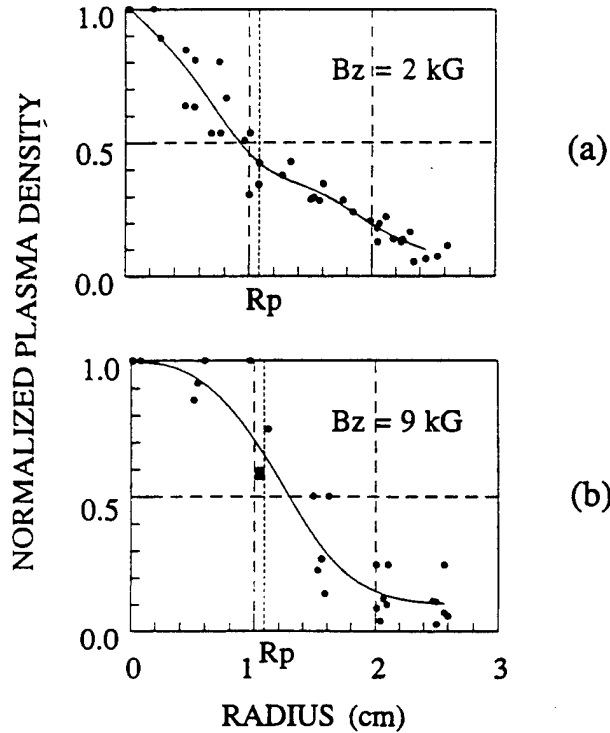 NORMALIZED PLASMA DENSITY
1.0
0.5
0.0
Bz = 2 kG
(a)
Rp
1.0
0.5
0.0
Bz = 9 kG
(b)
0
1
Rp
2
3
RADIUS (cm)